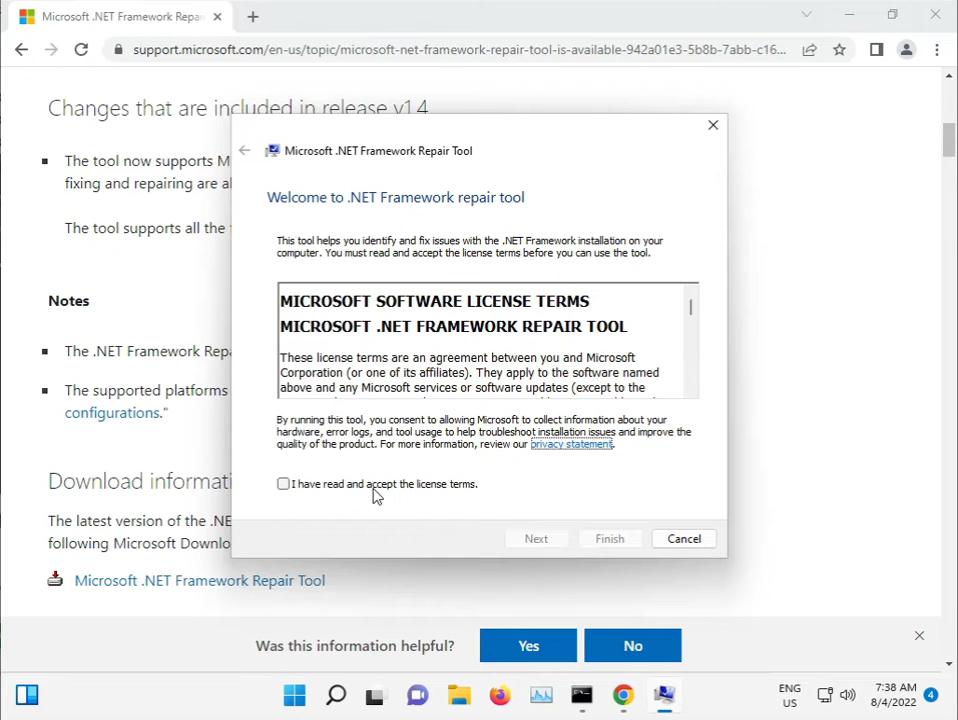 Microsoft .NET Framework Repa
support.microsoft.com/en-us/topic/microsoft-net-framework-repair-tool-is-available-942a01e3-5b8b-7abb-c16...
Changes that are included in release v1.4
The tool now supports M
fixing and repairing are al
The tool supports all the
Notes
The .NET Framework Repa
The supported platforms
configurations."
Download informati
The latest version of the .NE
following Microsoft Downlo
Microsoft .NET Framework Repair Tool
Microsoft .NET Framework Repair Tool
Welcome to .NET Framework repair tool
This tool helps you identify and fix issues with the .NET Framework installation on your
computer. You must read and accept the license terms before you can use the tool.
MICROSOFT SOFTWARE LICENSE TERMS
MICROSOFT .NET FRAMEWORK REPAIR TOOL
These license terms are an agreement between you and Microsoft
Corporation (or one of its affiliates). They apply to the software named
above and any Microsoft services or software updates (except to the
By running this tool, you consent to allowing Microsoft to collect information about your
hardware, error logs, and tool usage to help troubleshoot installation issues and improve the
quality of the product. For more information, review our privacy statement.
I have read and accept the license terms.
Next
Finish
Cancel
Was this information helpful?
Yes
No
ENG
US
7:38 AM
8/4/2022
4